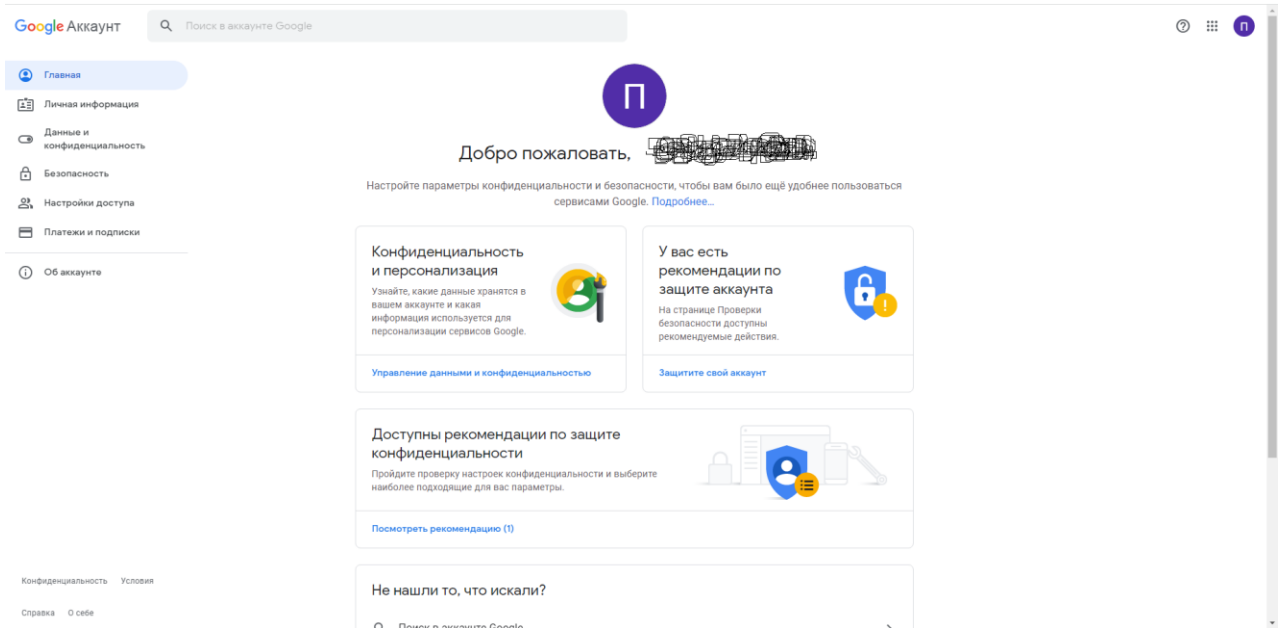 Google Аккаунт
Поиск в аккаунте Google
П
Главная
Личная информация
Данные и
конфиденциальность
Безопасность
Настройки доступа
Платежи и подписки
Об аккаунте
П
Добро пожаловать,
Настройте параметры конфиденциальности и безопасности, чтобы вам было ещё удобнее пользоваться
сервисами Google. Подробнее…
Конфиденциальность
и персонализация
Узнайте, какие данные хранятся в
вашем аккаунте и какая
информация используется для
персонализации сервисов Google.
Управление данными и конфиденциальностью
У вас есть
рекомендации по
защите аккаунта
На странице Проверки
безопасности доступны
рекомендуемые действия.
Защитите свой аккаунт
Доступны рекомендации по защите
конфиденциальности
Пройдите проверку настроек конфиденциальности и выберите
наиболее подходящие для вас параметры.
Посмотреть рекомендацию (1)
Не нашли то, что искали?
Поиск в аккаунте Google
Конфиденциальность Условия
Справка О себе